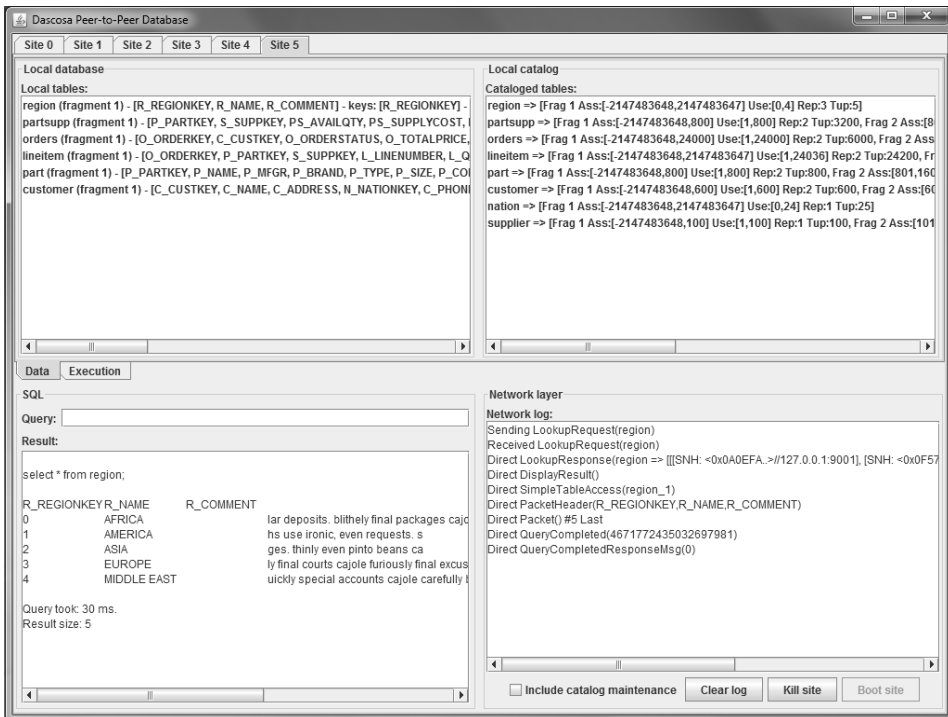 Dascosa Peer-to-Peer Database
Site 0 Site 1 Site 2 Site 3 Site 4 Site 5
Local database
Local tables:
region (fragment 1) - [R_REGIONKEY, R_NAME, R_COMMENT] - keys: [R_REGIONKEY] -
partsupp (fragment 1) - [P_PARTKEY, S_SUPPKEY, PS_AVAILQTY, PS_SUPPLYCOST,
orders (fragment 1) - [O_ORDERKEY, C_CUSTKEY, O_ORDERSTATUS, O_TOTALPRICE,
lineitem (fragment 1) - [O_ORDERKEY, P_PARTKEY, S_SUPPKEY, L_LINENUMBER, L_Q
part (fragment 1) - [P_PARTKEY, P_NAME, P_MFGR, P_BRAND, P_TYPE, P_SIZE, P_CO
customer (fragment 1) - [C_CUSTKEY, C_NAME, C_ADDRESS, N_NATIONKEY, C_PHON
Local catalog
Cataloged tables:
region => [Frag 1 Ass:[-2147483648,2147483647] Use:[0,4] Rep:3 Tup:5]
partsupp => [Frag 1 Ass:[-2147483648,800] Use:[1,800] Rep:2 Tup:3200, Frag 2 Ass:[8
orders => [Frag 1 Ass:[-2147483648,24000] Use:[1,24000] Rep:2 Tup:6000, Frag 2 Ass
lineitem => [Frag 1 Ass:[-2147483648,2147483647] Use:[1,24036] Rep:2 Tup:24200, Fr
part => [Frag 1 Ass:[-2147483648,800] Use:[1,800] Rep:2 Tup:800, Frag 2 Ass:[801,160
customer => [Frag 1 Ass:[-2147483648,600] Use:[1,600] Rep:2 Tup:600, Frag 2 Ass:[60
nation => [Frag 1 Ass:[-2147483648,2147483647] Use:[0,24] Rep:1 Tup:25]
supplier => [Frag 1 Ass:[-2147483648,100] Use:[1,100] Rep:1 Tup:100, Frag 2 Ass:[101
Data Execution
SQL
Query:
Result:
select * from region;
R_REGIONKEY R_NAME R_COMMENT
0 AFRICA lar deposits. blithely final packages cajo
1 AMERICA hs use ironic, even requests. s
2 ASIA ges. thinly even pinto beans ca
3 EUROPE ly final courts cajole furiously final excus
4 MIDDLE EAST uickly special accounts cajole carefully
Query took: 30 ms.
Result size: 5
Network layer
Network log:
Sending LookupRequest(region)
Received LookupRequest(region)
Direct LookupResponse(region => [[[SNH: <0x0A0EFA..>//127.0.0.1:9001], [SNH: <0x0F57
Direct DisplayResult()
Direct SimpleTableAccess(region_1)
Direct PacketHeader(R_REGIONKEY,R_NAME,R_COMMENT)
Direct Packet() #5 Last
Direct QueryCompleted(4671772435032697981)
Direct QueryCompletedResponseMsg(0)
Include catalog maintenance Clear log Kill site Boot site